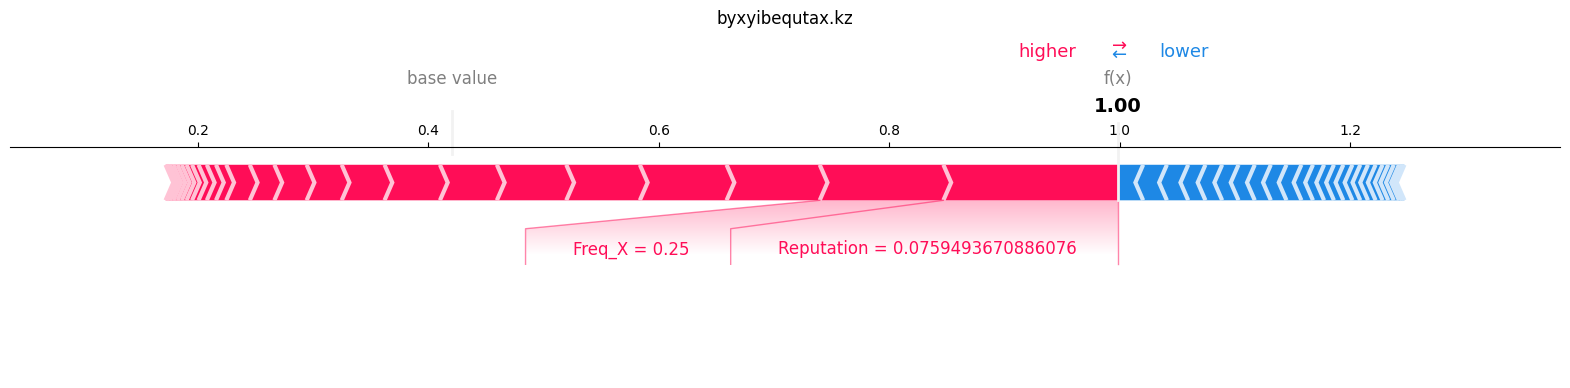 byxyibequtax.kz
higher → ← lower
base value f(x)
1.00
0.2 0.4 0.6 0.8 1.0 1.2
Freq_X = 0.25 Reputation = 0.0759493670886076